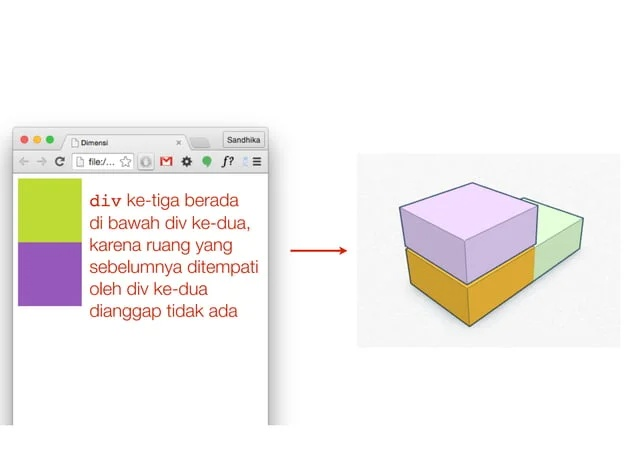 Dimensi
Sandhika
file:/...
f?
div ke-tiga berada
di bawah div ke-dua,
karena ruang yang
sebelumnya ditempati
oleh div ke-dua
dianggap tidak ada